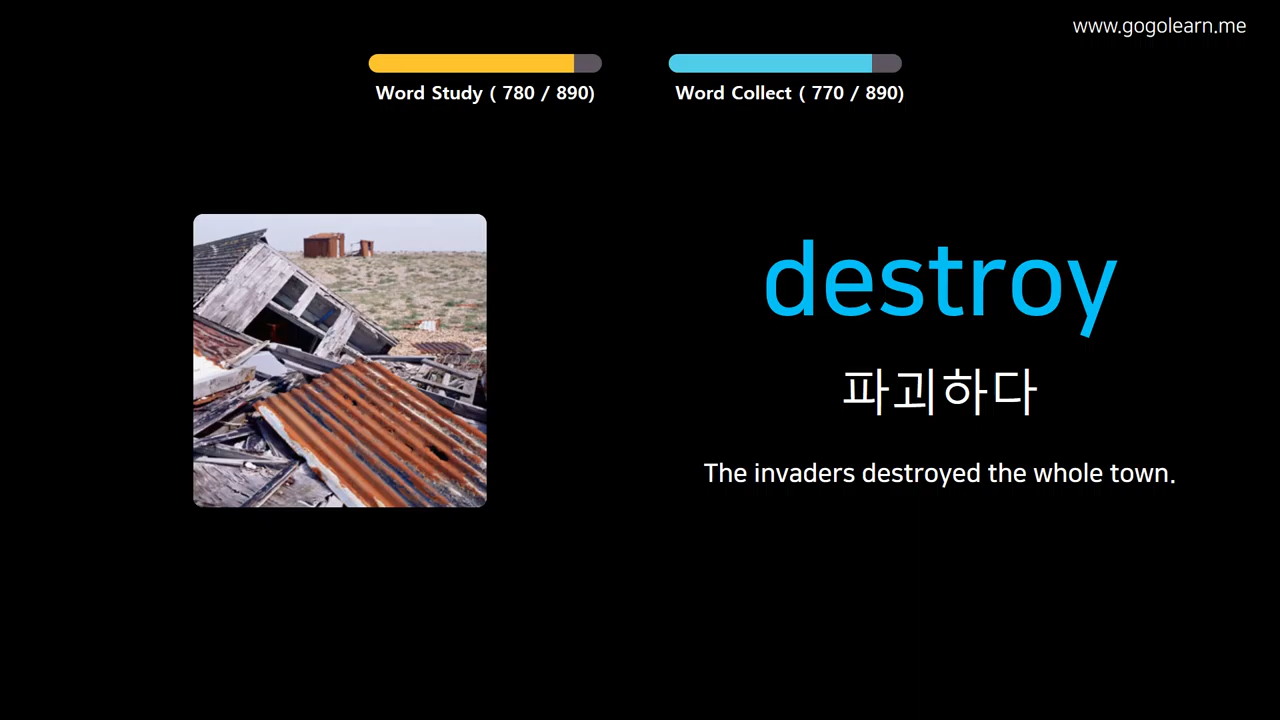 www.gogolearn.me
Word Study ( 780 / 890)
Word Collect ( 770 / 890)
destroy
파괴하다
The invaders destroyed the whole town.